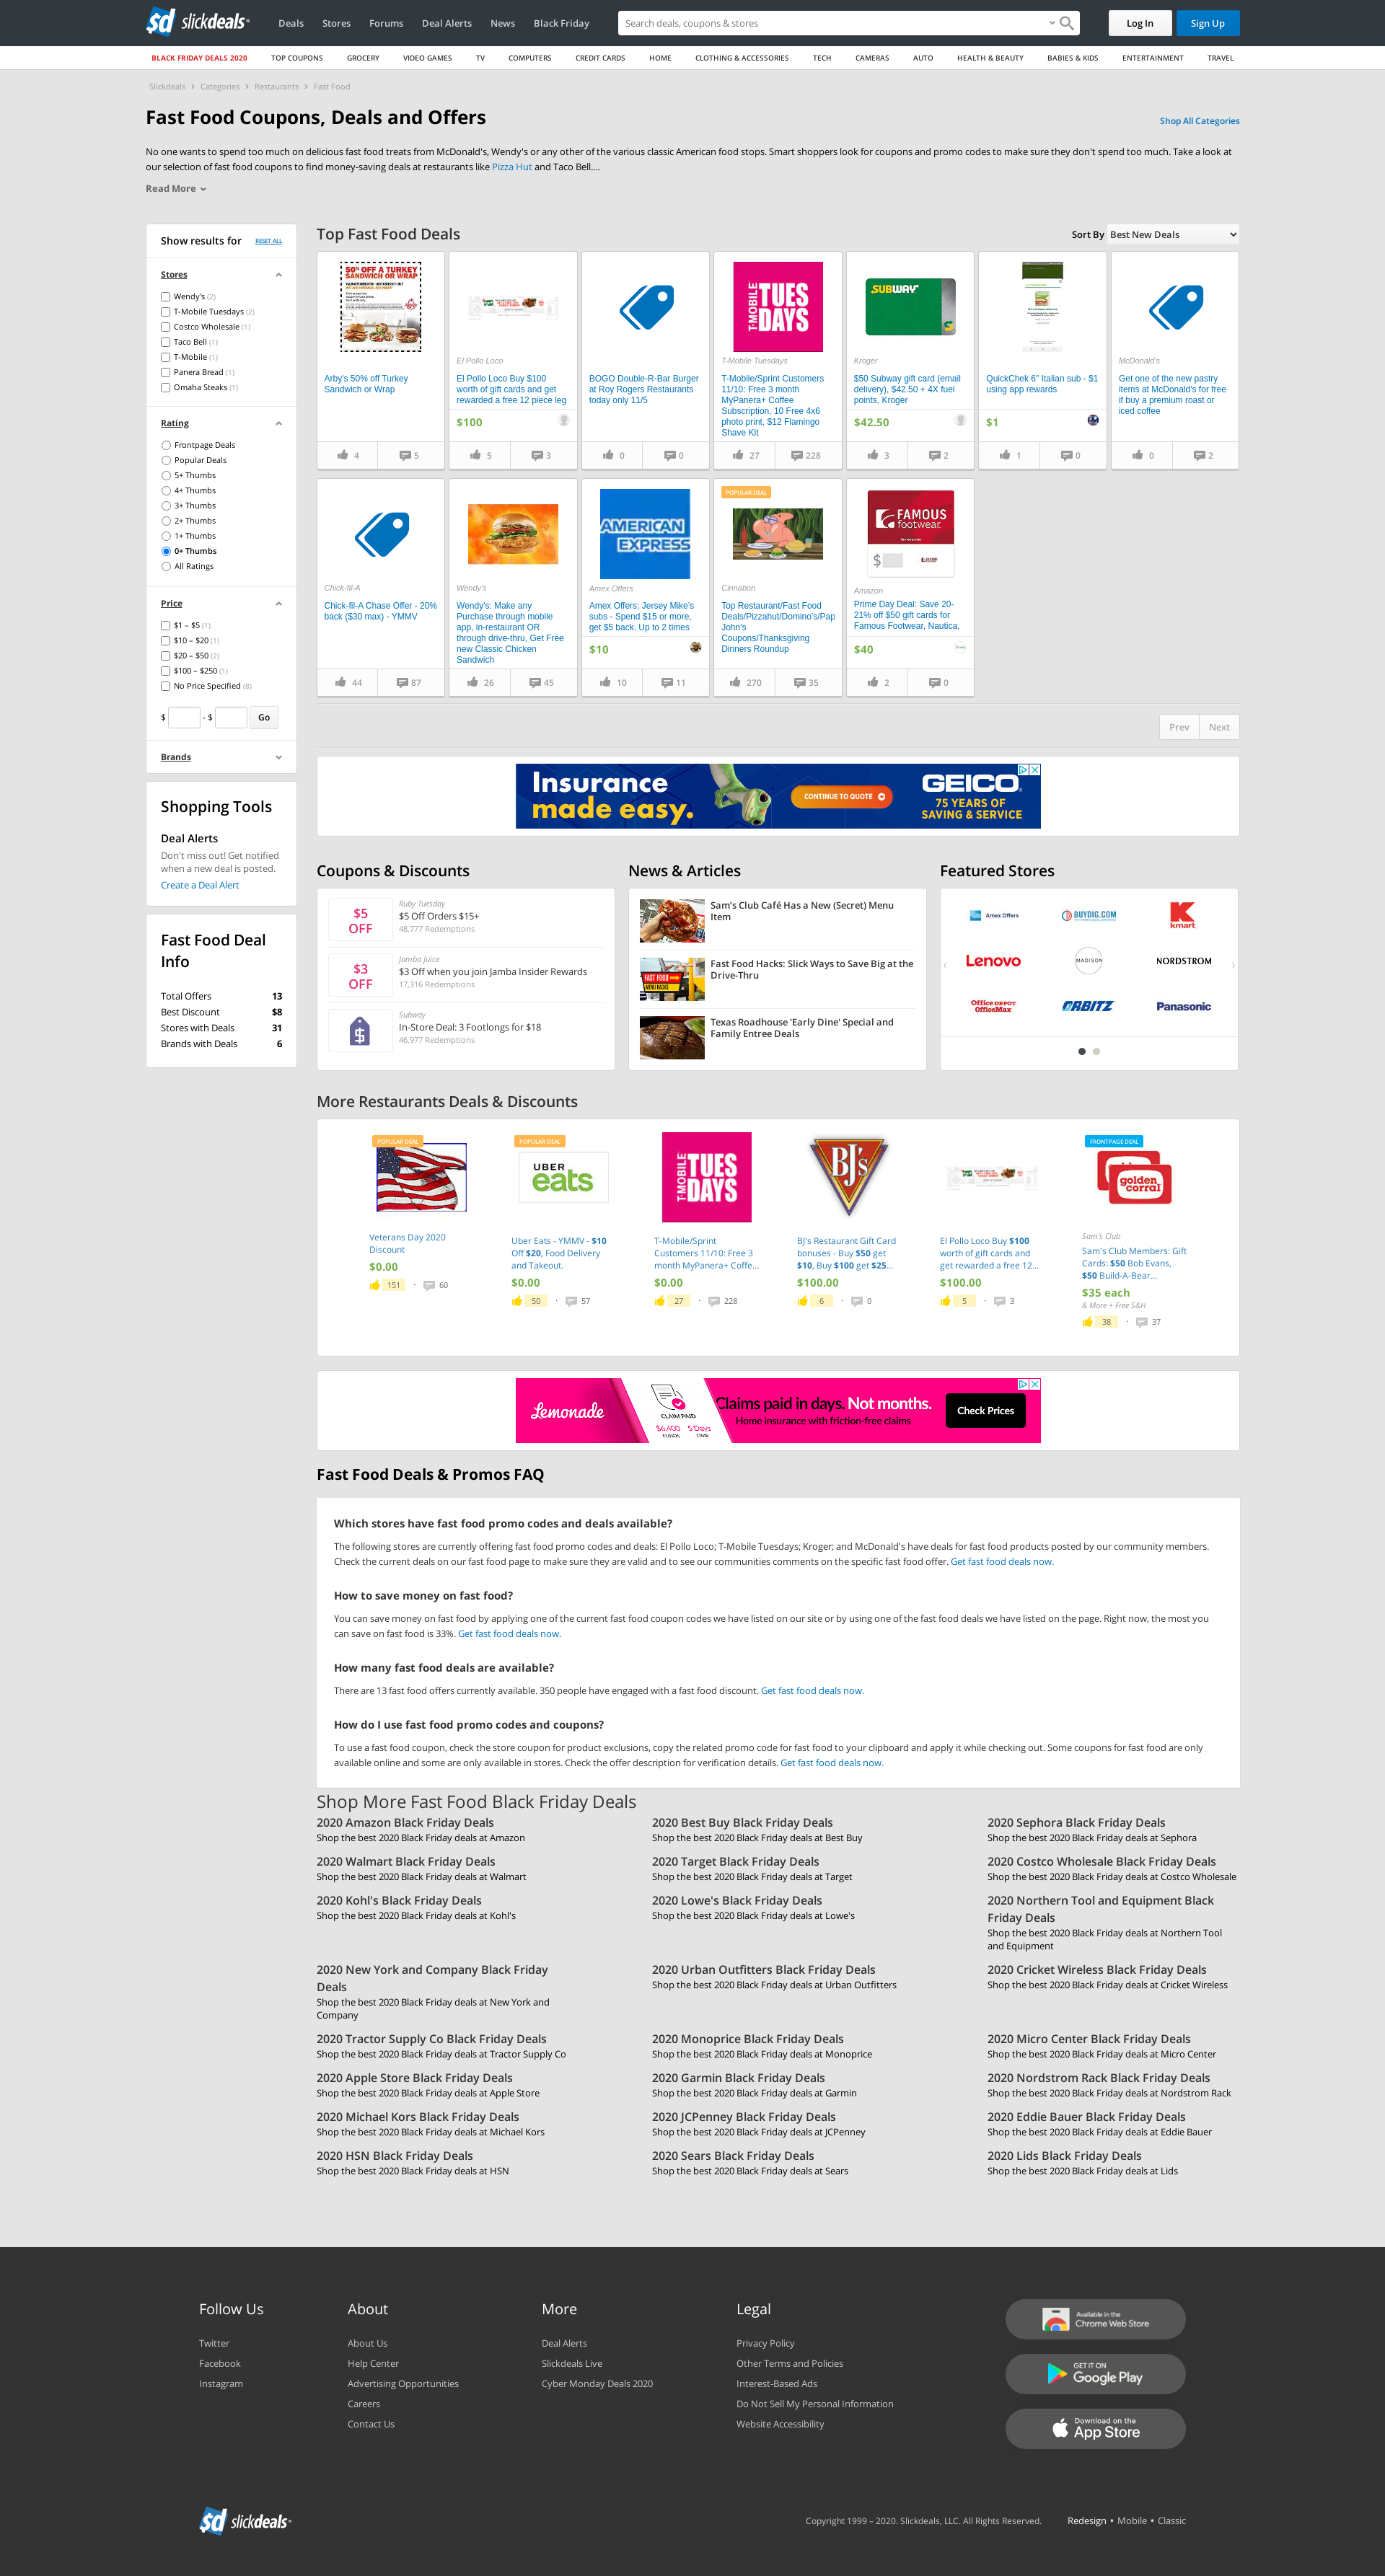 slickdeals
Deals Stores Forums Deal Alerts News Black Friday
Search deals, coupons & stores
Log In
Sign Up
BLACK FRIDAY DEALS 2020 TOP COUPONS GROCERY VIDEO GAMES TV COMPUTERS CREDIT CARDS HOME CLOTHING & ACCESSORIES TECH CAMERAS AUTO HEALTH & BEAUTY BABIES & KIDS ENTERTAINMENT TRAVEL
Slickdeals › Categories › Restaurants › Fast Food
Fast Food Coupons, Deals and Offers
Shop All Categories
No one wants to spend too much on delicious fast food treats from McDonald's, Wendy's or any other of the various classic American food stops. Smart shoppers look for coupons and promo codes to make sure they don't spend too much. Take a look at
our selection of fast food coupons to find money-saving deals at restaurants like Pizza Hut and Taco Bell....
Read More
Show results for
RESET ALL
Stores
Wendy's (2)
T-Mobile Tuesdays (2)
Costco Wholesale (1)
Taco Bell (1)
T-Mobile (1)
Panera Bread (1)
Omaha Steaks (1)
Rating
Frontpage Deals
Popular Deals
5+ Thumbs
4+ Thumbs
3+ Thumbs
2+ Thumbs
1+ Thumbs
0+ Thumbs
All Ratings
Price
$1 – $5 (1)
$10 – $20 (1)
$20 – $50 (2)
$100 – $250 (1)
No Price Specified (8)
$ - $ Go
Brands
Shopping Tools
Deal Alerts
Don't miss out! Get notified
when a new deal is posted.
Create a Deal Alert
Fast Food Deal
Info
Total Offers 13
Best Discount $8
Stores with Deals 31
Brands with Deals 6
Top Fast Food Deals
Sort By Best New Deals
50% OFF A TURKEY
SANDWICH OR WRAP
Arby's 50% off Turkey
Sandwich or Wrap
4 5
El Pollo Loco
El Pollo Loco Buy $100
worth of gift cards and get
rewarded a free 12 piece leg
$100
5 3
BOGO Double-R-Bar Burger
at Roy Rogers Restaurants
today only 11/5
0 0
T-MOBILE
TUES
DAYS
T-Mobile Tuesdays
T-Mobile/Sprint Customers
11/10: Free 3 month
MyPanera+ Coffee
Subscription, 10 Free 4x6
photo print, $12 Flamingo
Shave Kit
27 228
SUBWAY
Kroger
$50 Subway gift card (email
delivery), $42.50 + 4X fuel
points, Kroger
$42.50
3 2
QuickChek 6" Italian sub - $1
using app rewards
$1
1 0
McDonald's
Get one of the new pastry
items at McDonald's for free
if buy a premium roast or
iced coffee
0 2
Chick-fil-A
Chick-fil-A Chase Offer - 20%
back ($30 max) - YMMV
44 87
Wendy's
Wendy's: Make any
Purchase through mobile
app, in-restaurant OR
through drive-thru, Get Free
new Classic Chicken
Sandwich
26 45
AMERICAN
EXPRESS
Amex Offers
Amex Offers: Jersey Mike's
subs - Spend $15 or more,
get $5 back. Up to 2 times
$10
10 11
POPULAR DEAL
Cinnabon
Top Restaurant/Fast Food
Deals/Pizzahut/Domino's/Pap
John's
Coupons/Thanksgiving
Dinners Roundup
270 35
FAMOUS
footwear.
$
Amazon
Prime Day Deal: Save 20-
21% off $50 gift cards for
Famous Footwear, Nautica,
$40
2 0
Prev Next
Insurance
made easy.
CONTINUE TO QUOTE
GEICO
75 YEARS OF
SAVING & SERVICE
Coupons & Discounts
$5
OFF
Ruby Tuesday
$5 Off Orders $15+
48,777 Redemptions
$3
OFF
Jamba Juice
$3 Off when you join Jamba Insider Rewards
17,316 Redemptions
Subway
In-Store Deal: 3 Footlongs for $18
46,977 Redemptions
News & Articles
Sam's Club Café Has a New (Secret) Menu
Item
FAST FOOD
MENU HACKS
Fast Food Hacks: Slick Ways to Save Big at the
Drive-Thru
Texas Roadhouse 'Early Dine' Special and
Family Entree Deals
Featured Stores
Amex Offers
BUYDIG.COM
kmart
Lenovo
MADISON
NORDSTROM
Office DEPOT
OfficeMax
ORBITZ
Panasonic
More Restaurants Deals & Discounts
POPULAR DEAL
Veterans Day 2020
Discount
$0.00
151 · 60
POPULAR DEAL
UBER
eats
Uber Eats - YMMV - $10
Off $20, Food Delivery
and Takeout.
$0.00
50 · 57
T-MOBILE
TUES
DAYS
T-Mobile/Sprint
Customers 11/10: Free 3
month MyPanera+ Coffe...
$0.00
27 · 228
BJ's
BJ's Restaurant Gift Card
bonuses - Buy $50 get
$10, Buy $100 get $25...
$100.00
6 · 0
El Pollo Loco Buy $100
worth of gift cards and
get rewarded a free 12...
$100.00
5 · 3
FRONTPAGE DEAL
golden
corral
Sam's Club
Sam's Club Members: Gift
Cards: $50 Bob Evans,
$50 Build-A-Bear...
$35 each
& More + Free S&H
38 · 37
Lemonade
CLAIM PAID
$6,400 5 Days
FUNDS TIME
Claims paid in days. Not months.
Home insurance with friction-free claims
Check Prices
Fast Food Deals & Promos FAQ
Which stores have fast food promo codes and deals available?
The following stores are currently offering fast food promo codes and deals: El Pollo Loco; T-Mobile Tuesdays; Kroger; and McDonald's have deals for fast food products posted by our community members.
Check the current deals on our fast food page to make sure they are valid and to see our communities comments on the specific fast food offer. Get fast food deals now.
How to save money on fast food?
You can save money on fast food by applying one of the current fast food coupon codes we have listed on our site or by using one of the fast food deals we have listed on the page. Right now, the most you
can save on fast food is 33%. Get fast food deals now.
How many fast food deals are available?
There are 13 fast food offers currently available. 350 people have engaged with a fast food discount. Get fast food deals now.
How do I use fast food promo codes and coupons?
To use a fast food coupon, check the store coupon for product exclusions, copy the related promo code for fast food to your clipboard and apply it while checking out. Some coupons for fast food are only
available online and some are only available in stores. Check the offer description for verification details. Get fast food deals now.
Shop More Fast Food Black Friday Deals
2020 Amazon Black Friday Deals
Shop the best 2020 Black Friday deals at Amazon
2020 Best Buy Black Friday Deals
Shop the best 2020 Black Friday deals at Best Buy
2020 Sephora Black Friday Deals
Shop the best 2020 Black Friday deals at Sephora
2020 Walmart Black Friday Deals
Shop the best 2020 Black Friday deals at Walmart
2020 Target Black Friday Deals
Shop the best 2020 Black Friday deals at Target
2020 Costco Wholesale Black Friday Deals
Shop the best 2020 Black Friday deals at Costco Wholesale
2020 Kohl's Black Friday Deals
Shop the best 2020 Black Friday deals at Kohl's
2020 Lowe's Black Friday Deals
Shop the best 2020 Black Friday deals at Lowe's
2020 Northern Tool and Equipment Black
Friday Deals
Shop the best 2020 Black Friday deals at Northern Tool
and Equipment
2020 New York and Company Black Friday
Deals
Shop the best 2020 Black Friday deals at New York and
Company
2020 Urban Outfitters Black Friday Deals
Shop the best 2020 Black Friday deals at Urban Outfitters
2020 Cricket Wireless Black Friday Deals
Shop the best 2020 Black Friday deals at Cricket Wireless
2020 Tractor Supply Co Black Friday Deals
Shop the best 2020 Black Friday deals at Tractor Supply Co
2020 Monoprice Black Friday Deals
Shop the best 2020 Black Friday deals at Monoprice
2020 Micro Center Black Friday Deals
Shop the best 2020 Black Friday deals at Micro Center
2020 Apple Store Black Friday Deals
Shop the best 2020 Black Friday deals at Apple Store
2020 Garmin Black Friday Deals
Shop the best 2020 Black Friday deals at Garmin
2020 Nordstrom Rack Black Friday Deals
Shop the best 2020 Black Friday deals at Nordstrom Rack
2020 Michael Kors Black Friday Deals
Shop the best 2020 Black Friday deals at Michael Kors
2020 JCPenney Black Friday Deals
Shop the best 2020 Black Friday deals at JCPenney
2020 Eddie Bauer Black Friday Deals
Shop the best 2020 Black Friday deals at Eddie Bauer
2020 HSN Black Friday Deals
Shop the best 2020 Black Friday deals at HSN
2020 Sears Black Friday Deals
Shop the best 2020 Black Friday deals at Sears
2020 Lids Black Friday Deals
Shop the best 2020 Black Friday deals at Lids
Follow Us
Twitter
Facebook
Instagram
About
About Us
Help Center
Advertising Opportunities
Careers
Contact Us
More
Deal Alerts
Slickdeals Live
Cyber Monday Deals 2020
Legal
Privacy Policy
Other Terms and Policies
Interest-Based Ads
Do Not Sell My Personal Information
Website Accessibility
Available in the
Chrome Web Store
GET IT ON
Google Play
Download on the
App Store
slickdeals
Copyright 1999 – 2020. Slickdeals, LLC. All Rights Reserved.
Redesign • Mobile • Classic